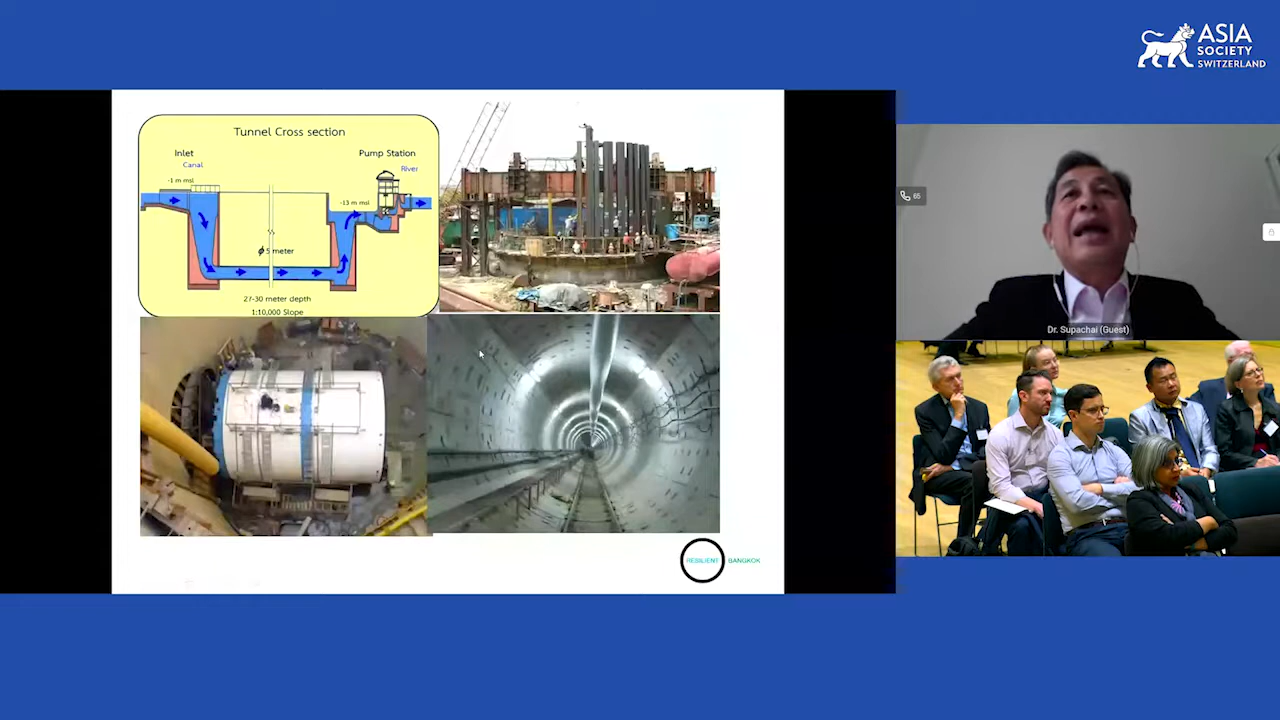 ASIA
SOCIETY
SWITZERLAND
Tunnel Cross section
Inlet
Pump Station
Canal
River
-1 m msl
-13 m msl
ϕ 5 meter
27-30 meter depth
1:10,000 Slope
65
Dr. Supachai (Guest)
RESILIENT BANGKOK